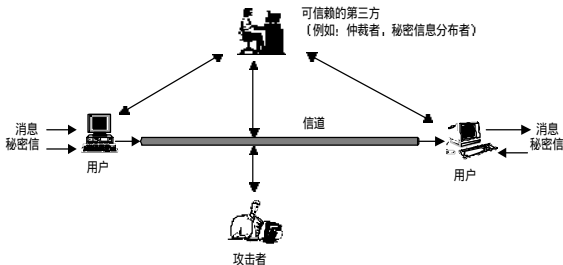 可信赖的第三方
（例如：仲裁者，秘密信息分布者）
信道
消息
秘密信
用户
消息
秘密信
用户
攻击者